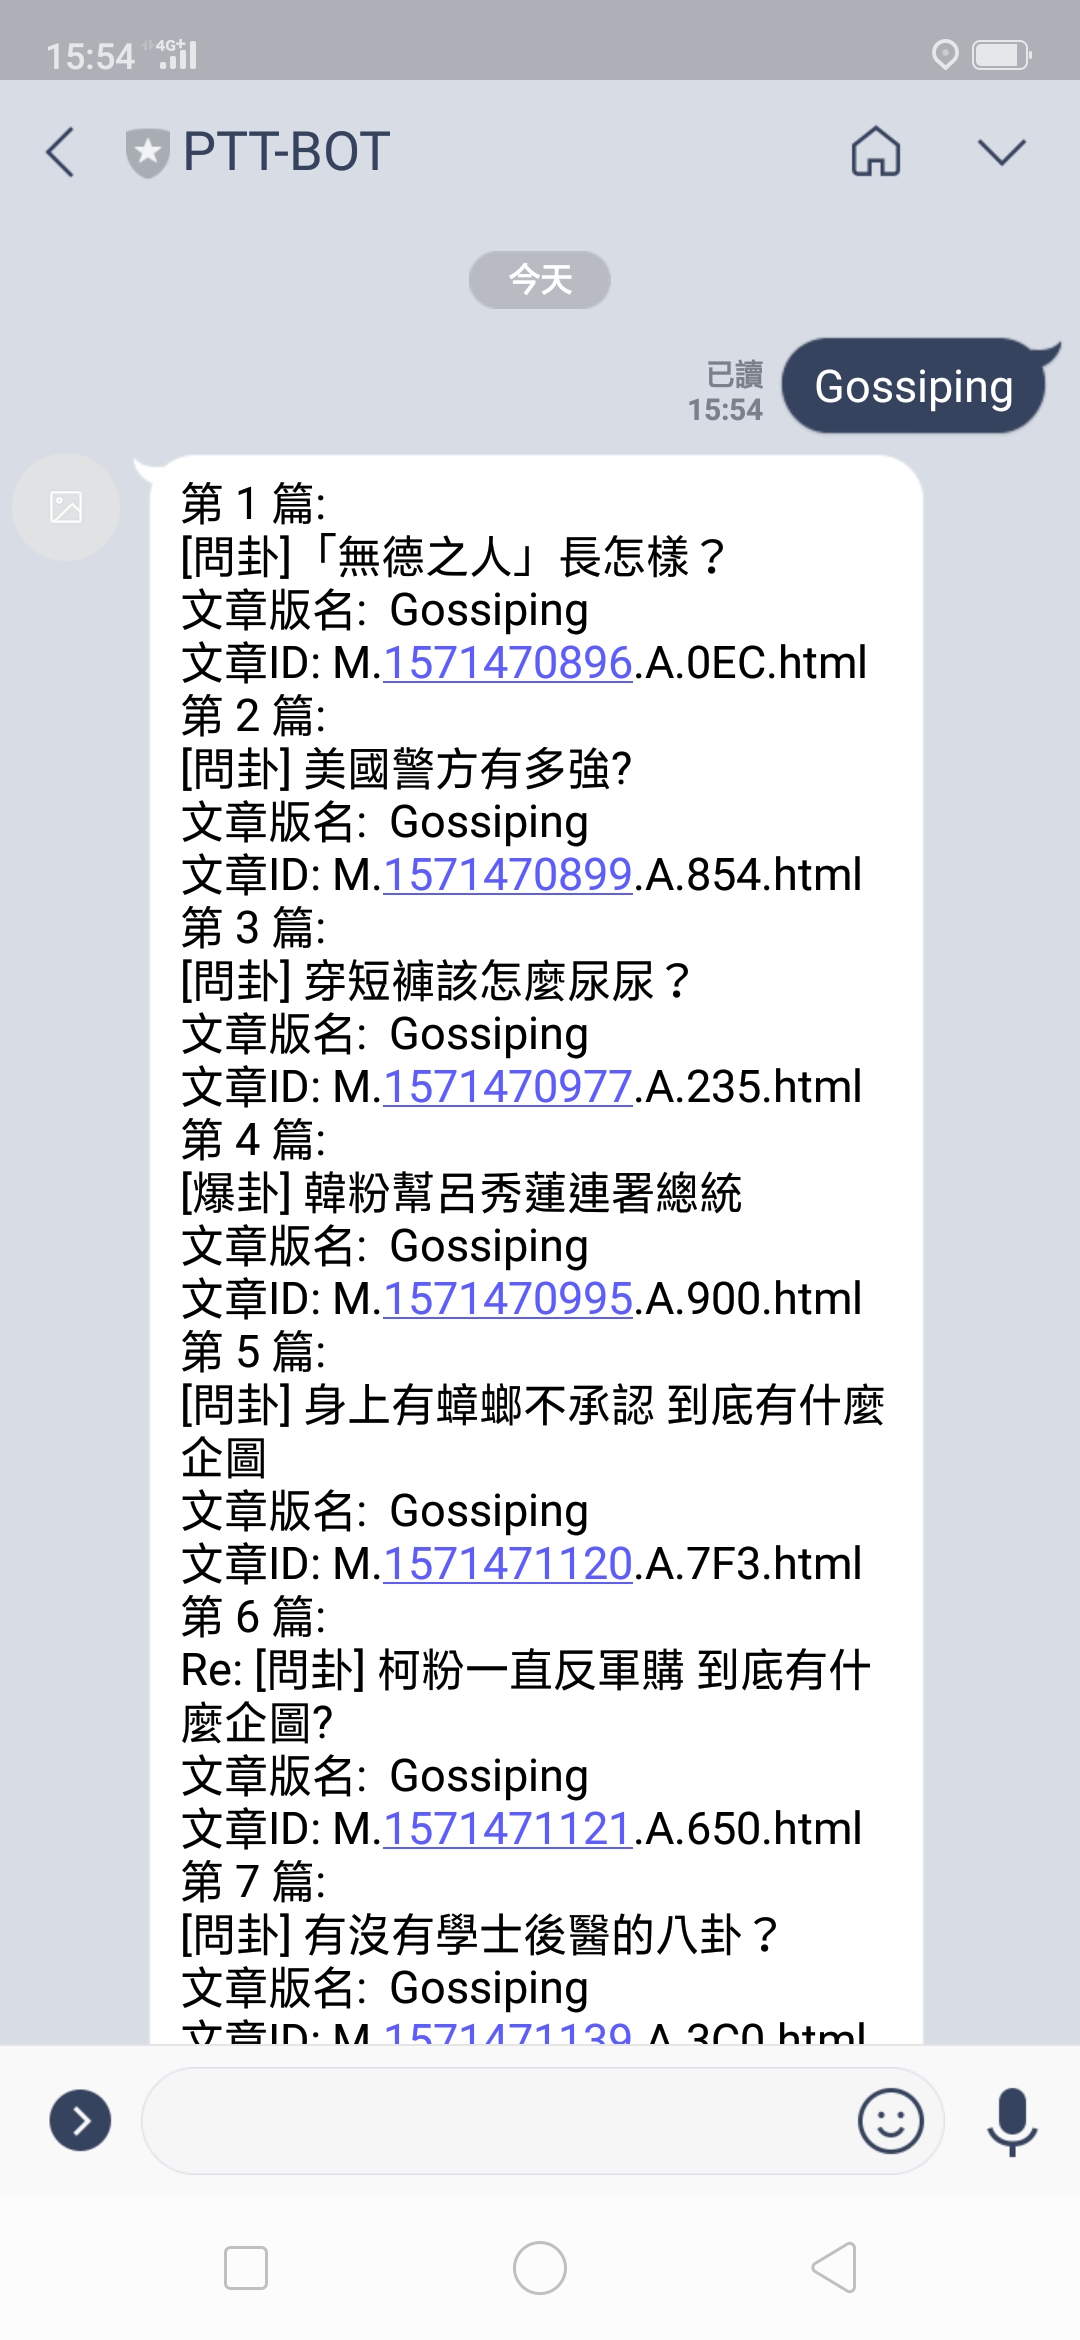 15:54 4G+
PTT-BOT
今天
已讀
15:54
Gossiping
第 1 篇:
[問卦]「無德之人」長怎樣？
文章版名:  Gossiping
文章ID: M.1571470896.A.0EC.html
第 2 篇:
[問卦] 美國警方有多強?
文章版名:  Gossiping
文章ID: M.1571470899.A.854.html
第 3 篇:
[問卦] 穿短褲該怎麼尿尿？
文章版名:  Gossiping
文章ID: M.1571470977.A.235.html
第 4 篇:
[爆卦] 韓粉幫呂秀蓮連署總統
文章版名:  Gossiping
文章ID: M.1571470995.A.900.html
第 5 篇:
[問卦] 身上有蟑螂不承認 到底有什麼
企圖
文章版名:  Gossiping
文章ID: M.1571471120.A.7F3.html
第 6 篇:
Re: [問卦] 柯粉一直反軍購 到底有什
麼企圖?
文章版名:  Gossiping
文章ID: M.1571471121.A.650.html
第 7 篇:
[問卦] 有沒有學士後醫的八卦？
文章版名:  Gossiping
文章ID: M.1571471139.A.3C0.html